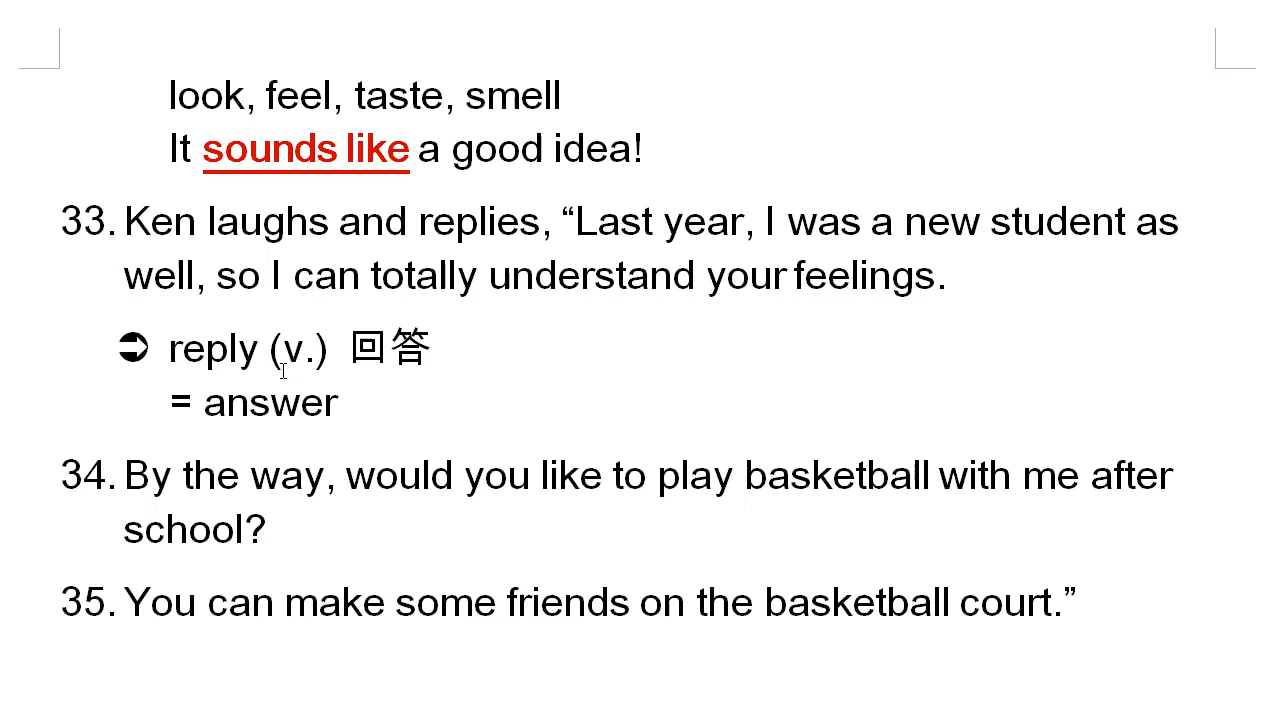 look, feel, taste, smell
It sounds like a good idea!
33. Ken laughs and replies, “Last year, I was a new student as
well, so I can totally understand your feelings.
➲ reply (v.) 回答
= answer
34. By the way, would you like to play basketball with me after
school?
35. You can make some friends on the basketball court.”